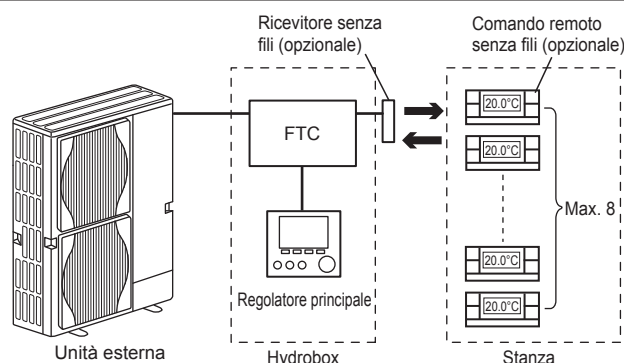 Ricevitore senza
fili (opzionale)
Comando remoto
senza fili (opzionale)
FTC
20.0°C
20.0°C
Max. 8
20.0°C
20.0°C
Regolatore principale
Unità esterna
Hydrobox
Stanza